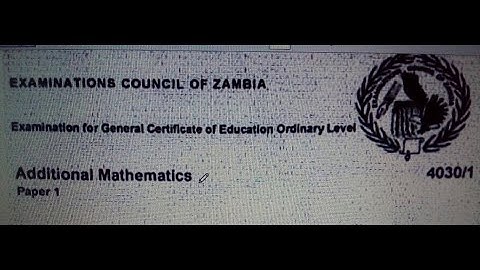 EXAMINATIONS COUNCIL OF ZAMBIA
Examination for General Certificate of Education Ordinary Level
Additional Mathematics 4030/1
Paper 1